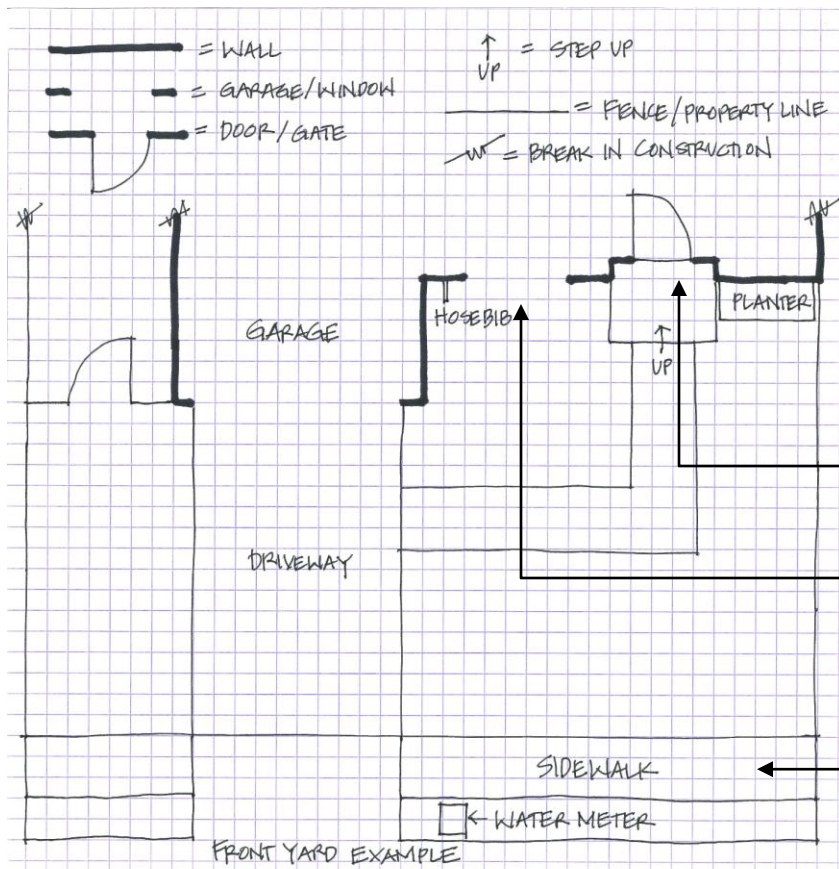 = WALL
= GARAGE/WINDOW
= DOOR/GATE
↑ UP = STEP UP
= FENCE/PROPERTY LINE
= BREAK IN CONSTRUCTION
GARAGE
HOSEBIB
PLANTER
↑
UP
DRIVEWAY
SIDEWALK
← WATER METER
FRONT YARD EXAMPLE